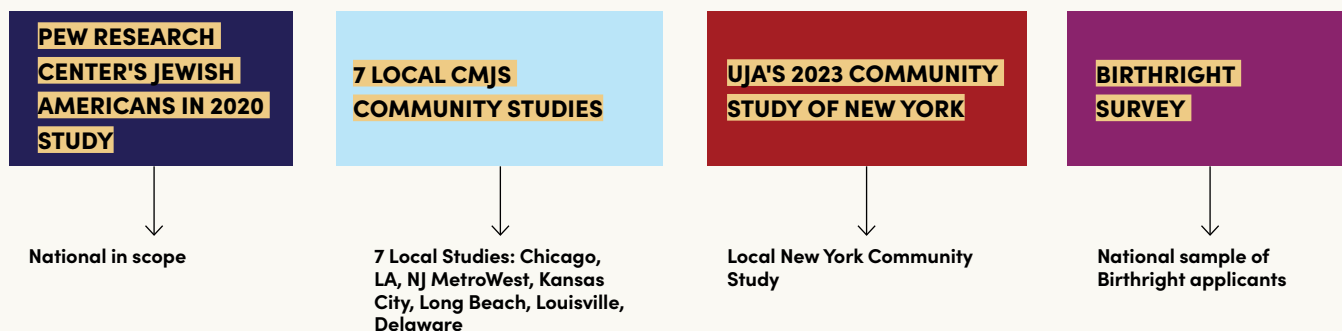 PEW RESEARCH
CENTER'S JEWISH
AMERICANS IN 2020
STUDY
7 LOCAL CMJS
COMMUNITY STUDIES
UJA'S 2023 COMMUNITY
STUDY OF NEW YORK
BIRTHRIGHT
SURVEY
National in scope
7 Local Studies: Chicago,
LA, NJ MetroWest, Kansas
City, Long Beach, Louisville,
Delaware
Local New York Community
Study
National sample of
Birthright applicants